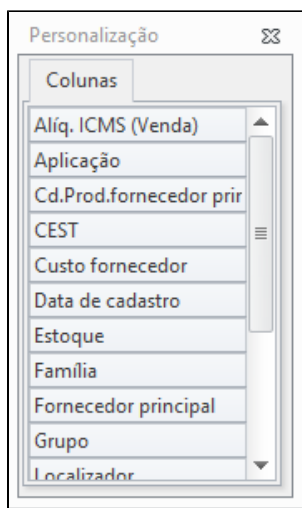 Personalização
Colunas
Alíq. ICMS (Venda)
Aplicação
Cd.Prod.fornecedor prir
CEST
Custo fornecedor
Data de cadastro
Estoque
Família
Fornecedor principal
Grupo
Localizador